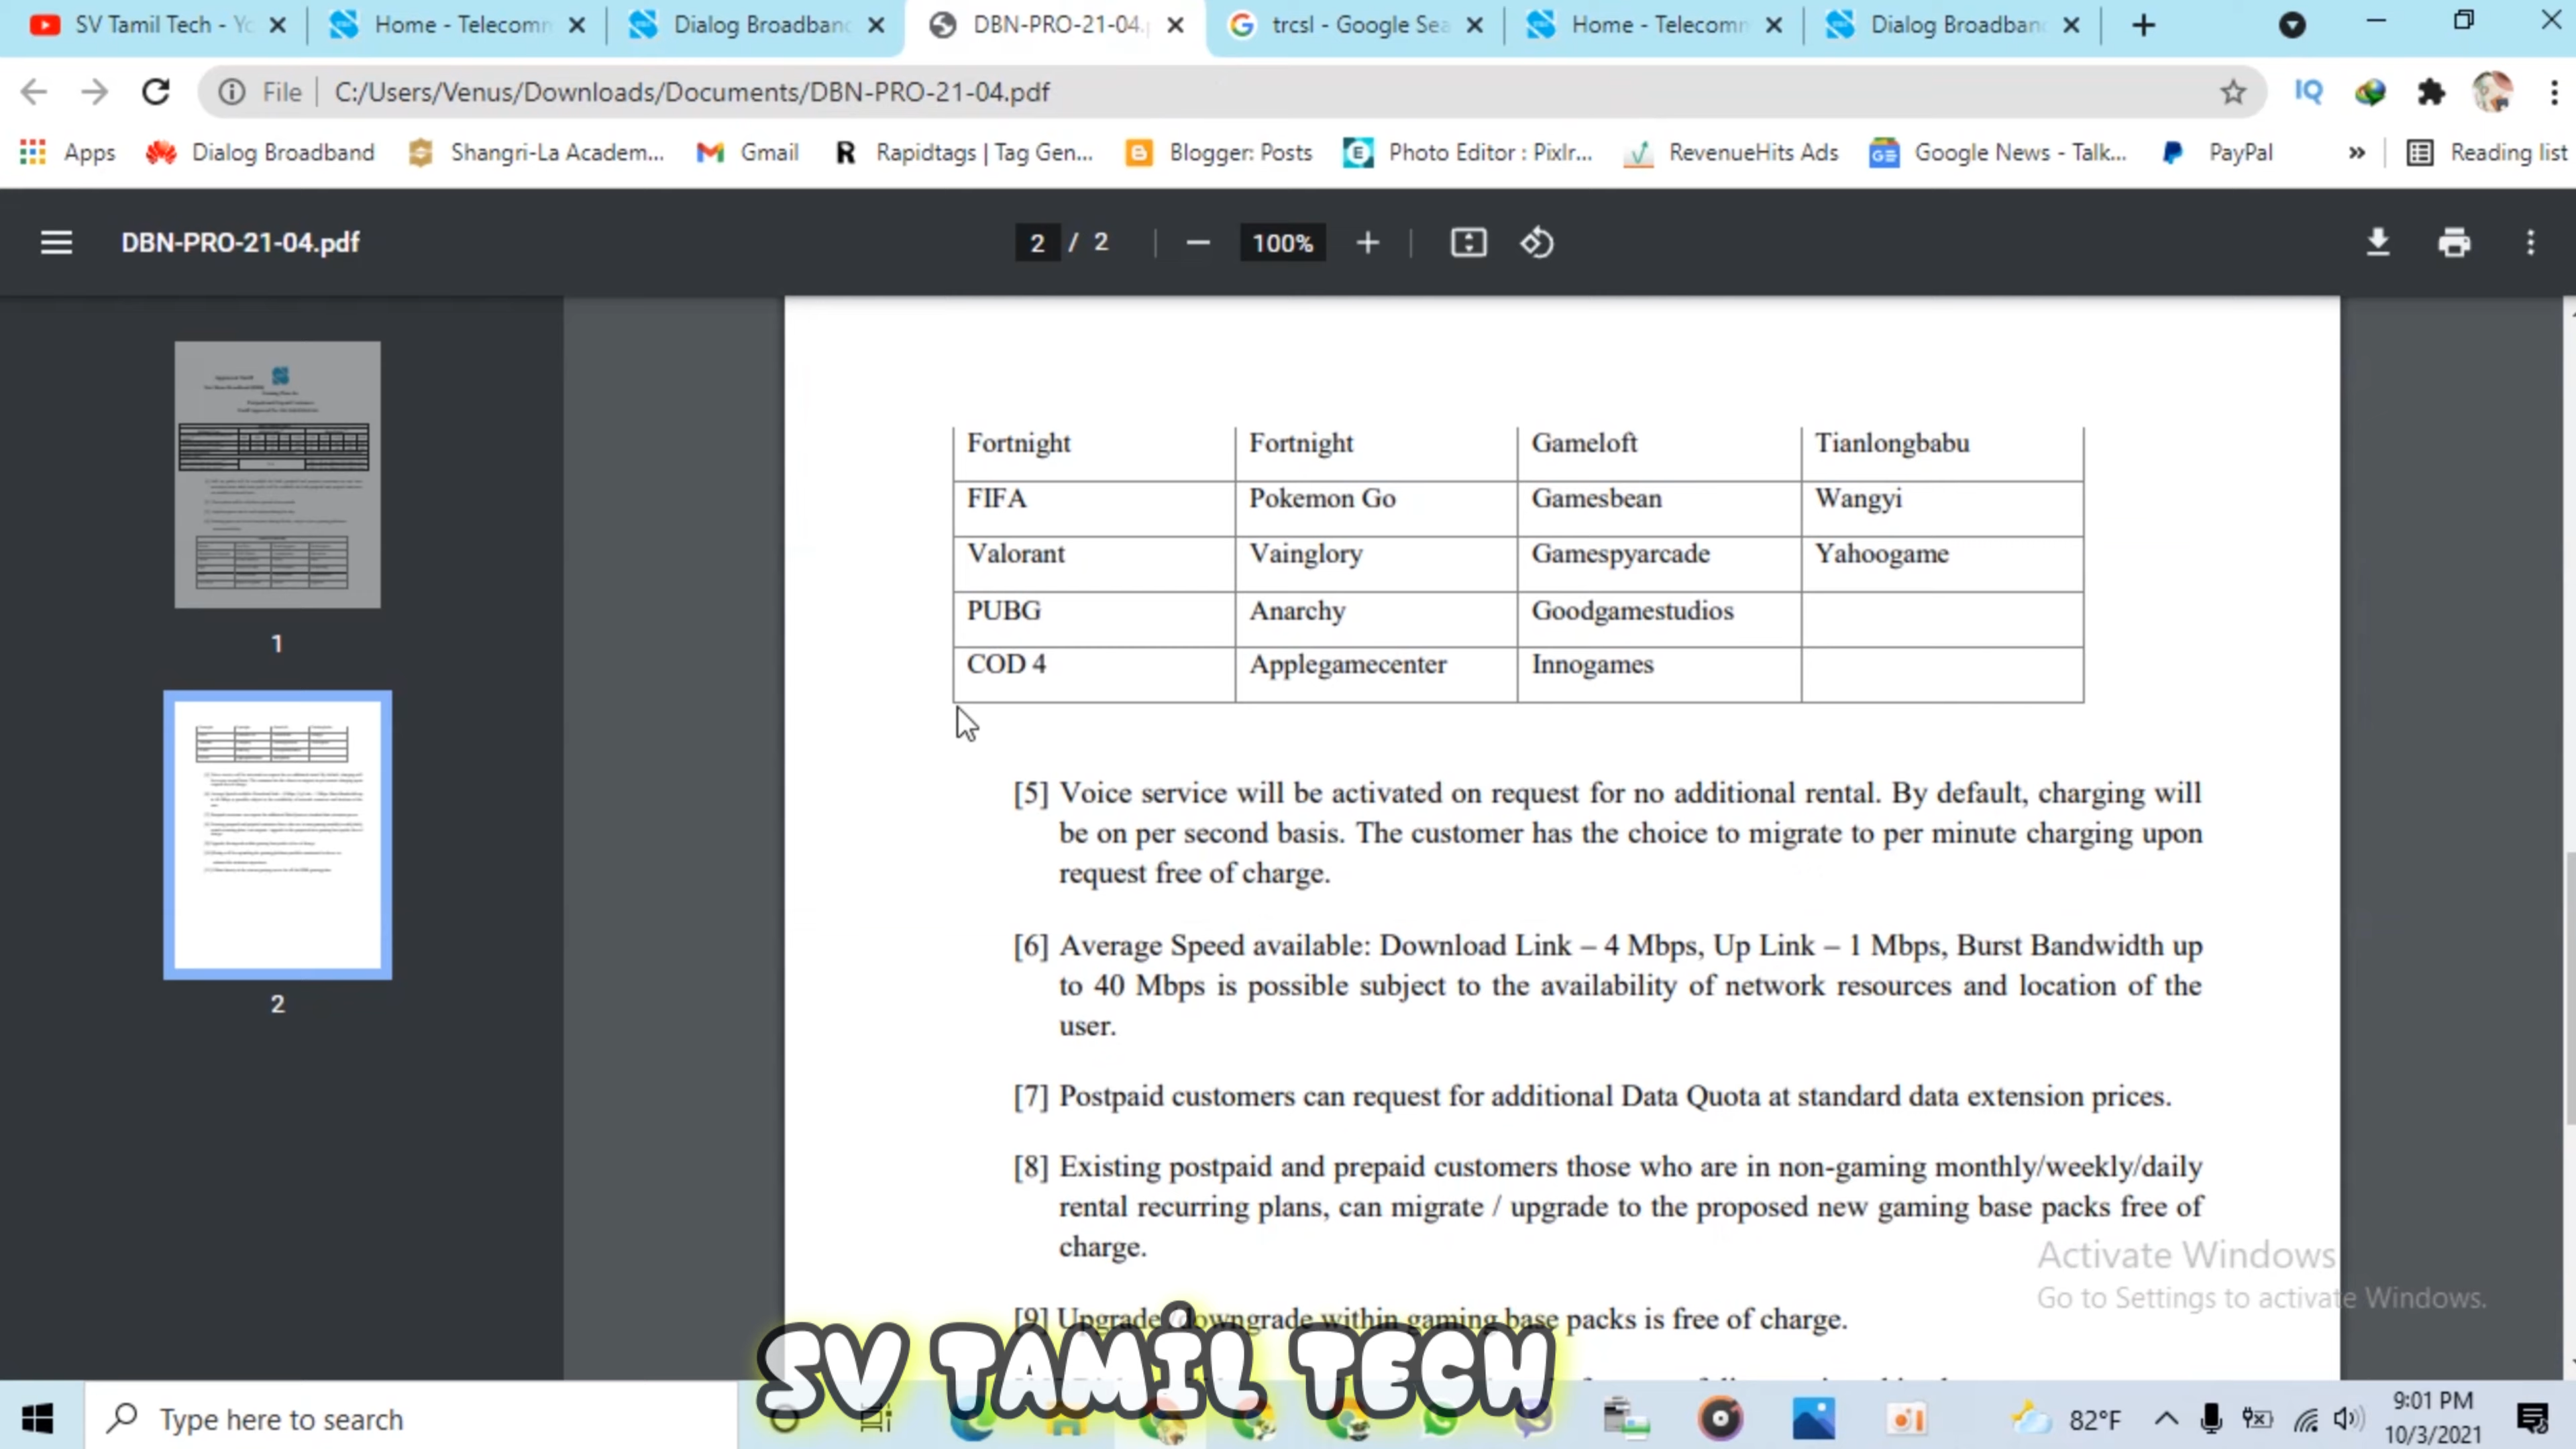 SV Tamil Tech - Yo
Home - Telecomm
Dialog Broadban
DBN-PRO-21-04.p
trcsl - Google Sea
Home - Telecomm
Dialog Broadban
File
C:/Users/Venus/Downloads/Documents/DBN-PRO-21-04.pdf
IQ
Apps
Dialog Broadband
Shangri-La Academ...
Gmail
Rapidtags | Tag Gen...
Blogger: Posts
Photo Editor : Pixlr...
RevenueHits Ads
Google News - Talk...
PayPal
»
Reading list
DBN-PRO-21-04.pdf
2 / 2
100%
1
2
Fortnight Fortnight Gameloft Tianlongbabu
FIFA Pokemon Go Gamesbean Wangyi
Valorant Vainglory Gamespyarcade Yahoogame
PUBG Anarchy Goodgamestudios
COD 4 Applegamecenter Innogames
[5] Voice service will be activated on request for no additional rental. By default, charging will
be on per second basis. The customer has the choice to migrate to per minute charging upon
request free of charge.
[6] Average Speed available: Download Link – 4 Mbps, Up Link – 1 Mbps, Burst Bandwidth up
to 40 Mbps is possible subject to the availability of network resources and location of the
user.
[7] Postpaid customers can request for additional Data Quota at standard data extension prices.
[8] Existing postpaid and prepaid customers those who are in non-gaming monthly/weekly/daily
rental recurring plans, can migrate / upgrade to the proposed new gaming base packs free of
charge.
[9] Upgrade/downgrade within gaming base packs is free of charge.
Activate Windows
Go to Settings to activate Windows.
SV TAMIL TECH
Type here to search
82°F
9:01 PM
10/3/2021